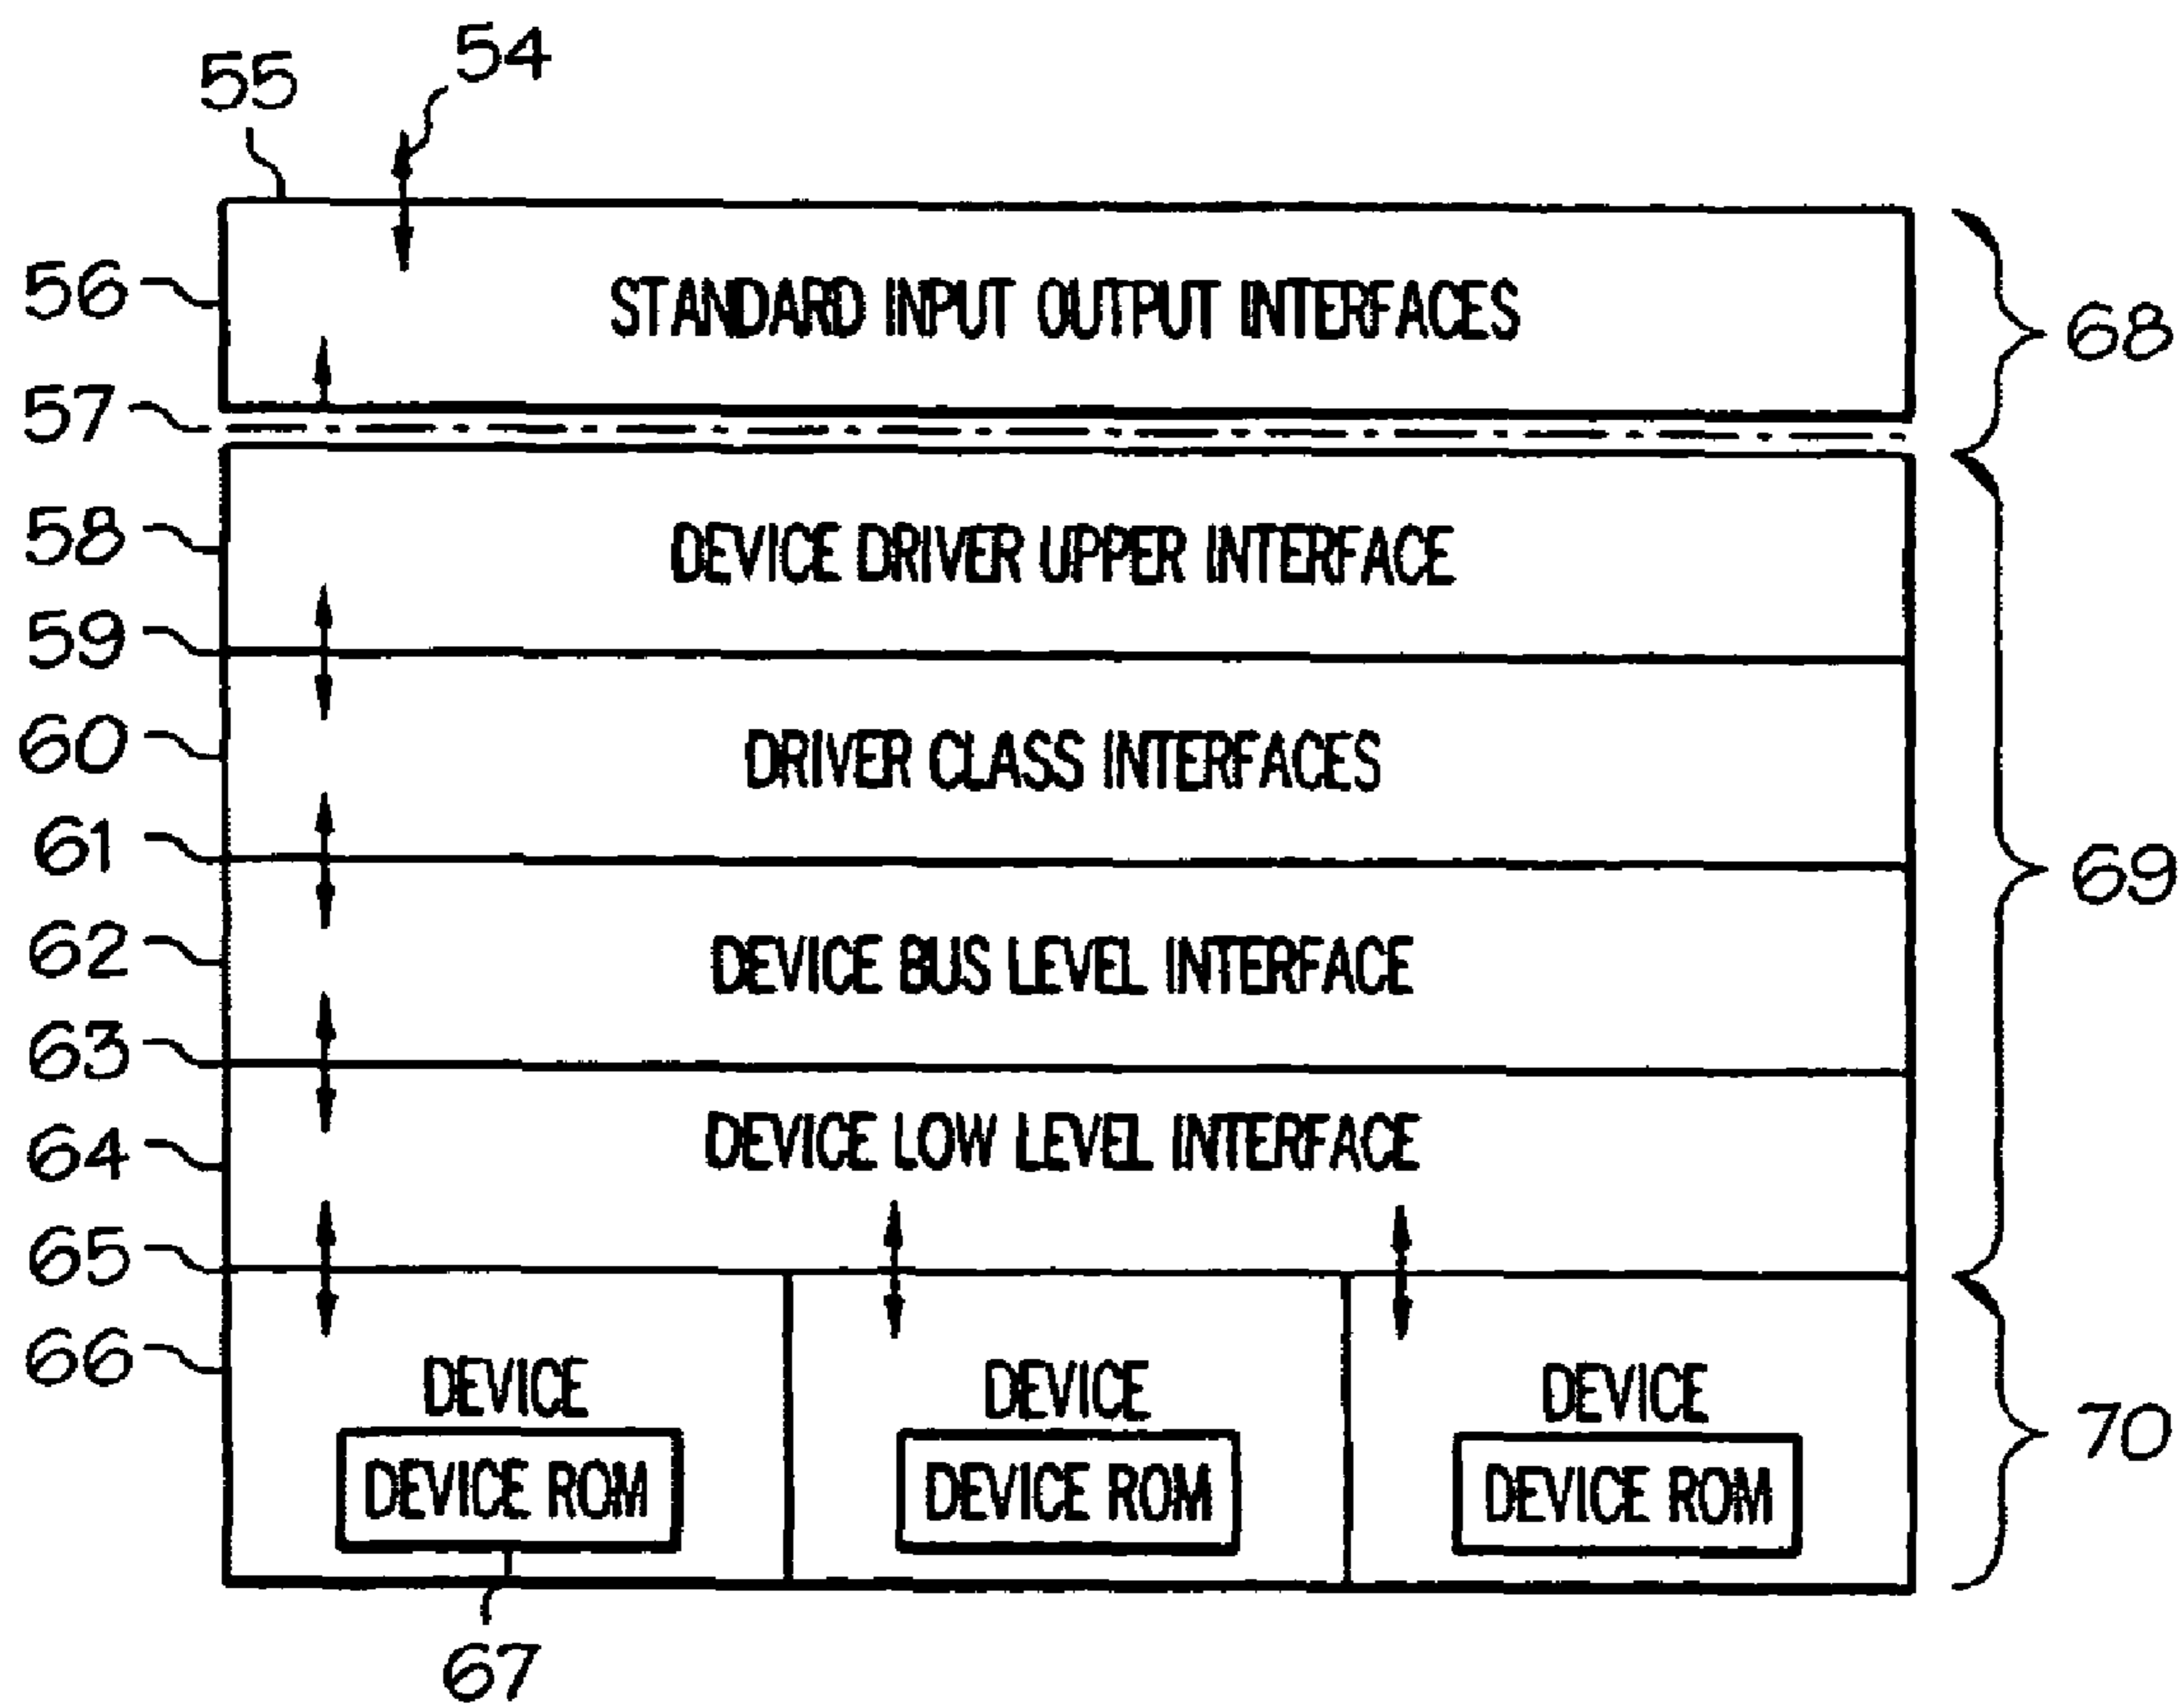 54
55
56
STANDARD INPUT OUTPUT INTERFACES
68
57
58
DEVICE DRIVER UPPER INTERFACE
59
60
DRIVER CLASS INTERFACES
61
69
62
DEVICE BUS LEVEL INTERFACE
63
64
DEVICE LOW LEVEL INTERFACE
65
66
DEVICE
DEVICE
DEVICE
70
DEVICE ROM
DEVICE ROM
DEVICE ROM
67